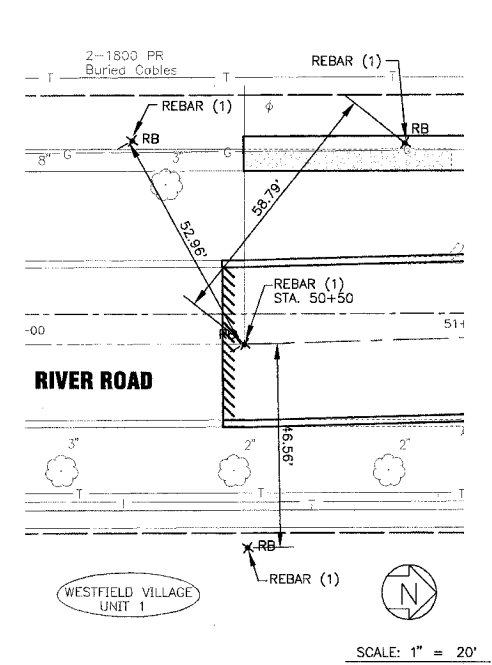 2-1800 PR
Buried Cables
REBAR (1)
T T T
REBAR (1)
RB
RB
8" G 3" G G
58.79'
52.96'
REBAR (1)
STA. 50+50
-00
51+
RIVER ROAD
46.56'
3" 2" 2"
T T T
RB
REBAR (1)
WESTFIELD VILLAGE
UNIT 1
N
SCALE: 1" = 20'